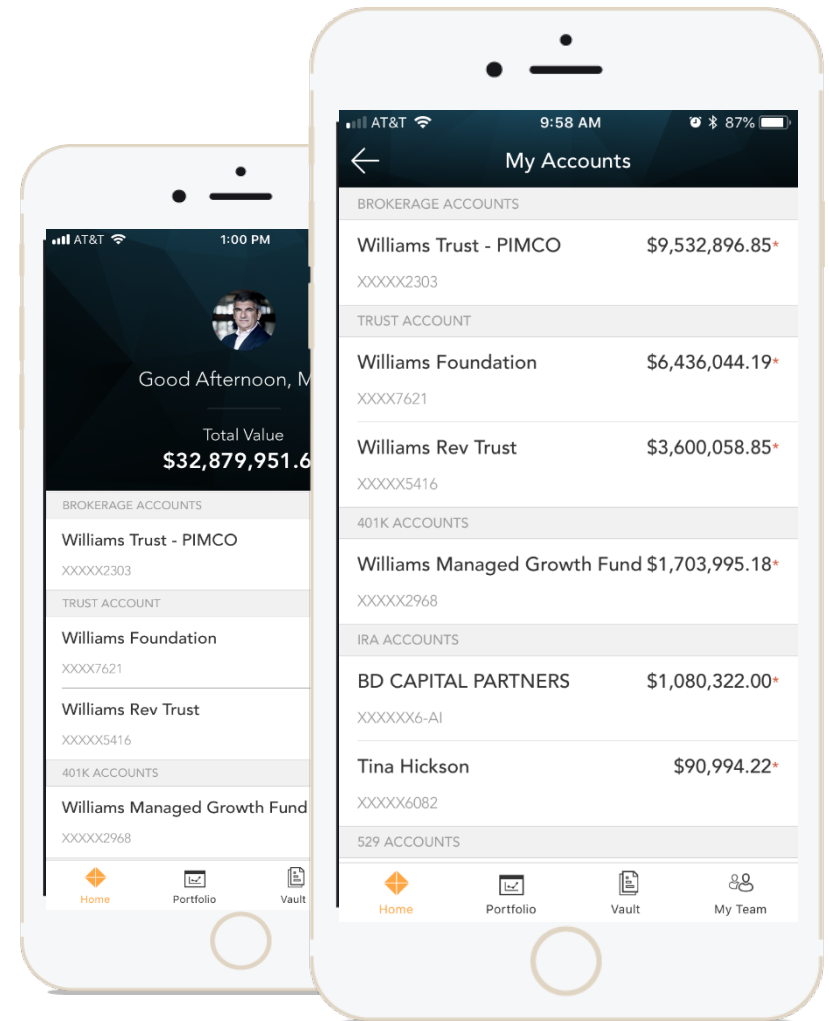 AT&T 1:00 PM
Good Afternoon, M
Total Value
$32,879,951.6
BROKERAGE ACCOUNTS
Williams Trust - PIMCO
XXXXX2303
TRUST ACCOUNT
Williams Foundation
XXXX7621
Williams Rev Trust
XXXXX5416
401K ACCOUNTS
Williams Managed Growth Fund
XXXXX2968
Home Portfolio Vault
AT&T 9:58 AM 87%
My Accounts
BROKERAGE ACCOUNTS
Williams Trust - PIMCO $9,532,896.85*
XXXXX2303
TRUST ACCOUNT
Williams Foundation $6,436,044.19*
XXXX7621
Williams Rev Trust $3,600,058.85*
XXXXX5416
401K ACCOUNTS
Williams Managed Growth Fund $1,703,995.18*
XXXXX2968
IRA ACCOUNTS
BD CAPITAL PARTNERS $1,080,322.00*
XXXXXX6-AI
Tina Hickson $90,994.22*
XXXXX6082
529 ACCOUNTS
Home Portfolio Vault My Team